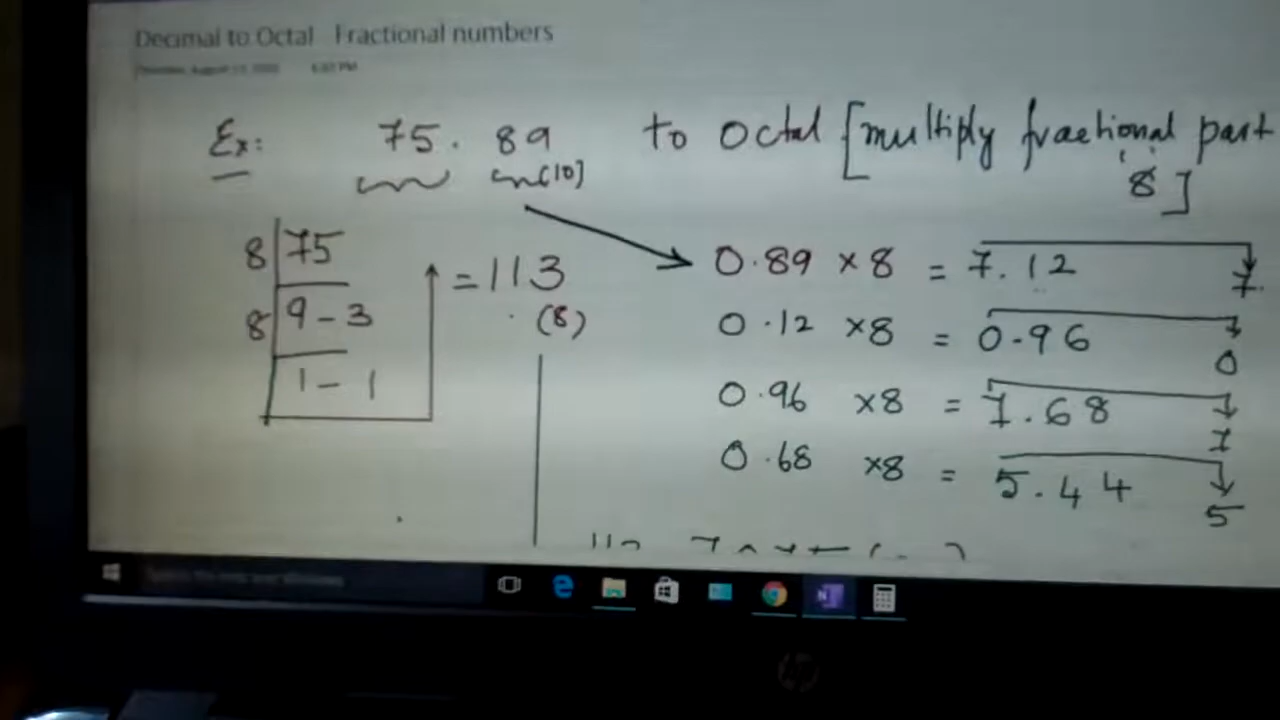 Decimal to Octal Fractional numbers
Ex: 75.89 (10) to Octal [multiply fractional part
8]
8 75
8 9 - 3
1 - 1
= 113
(8)
0.89 × 8 = 7.12 7
0.12 × 8 = 0.96 0
0.96 × 8 = 7.68 7
0.68 × 8 = 5.44 5